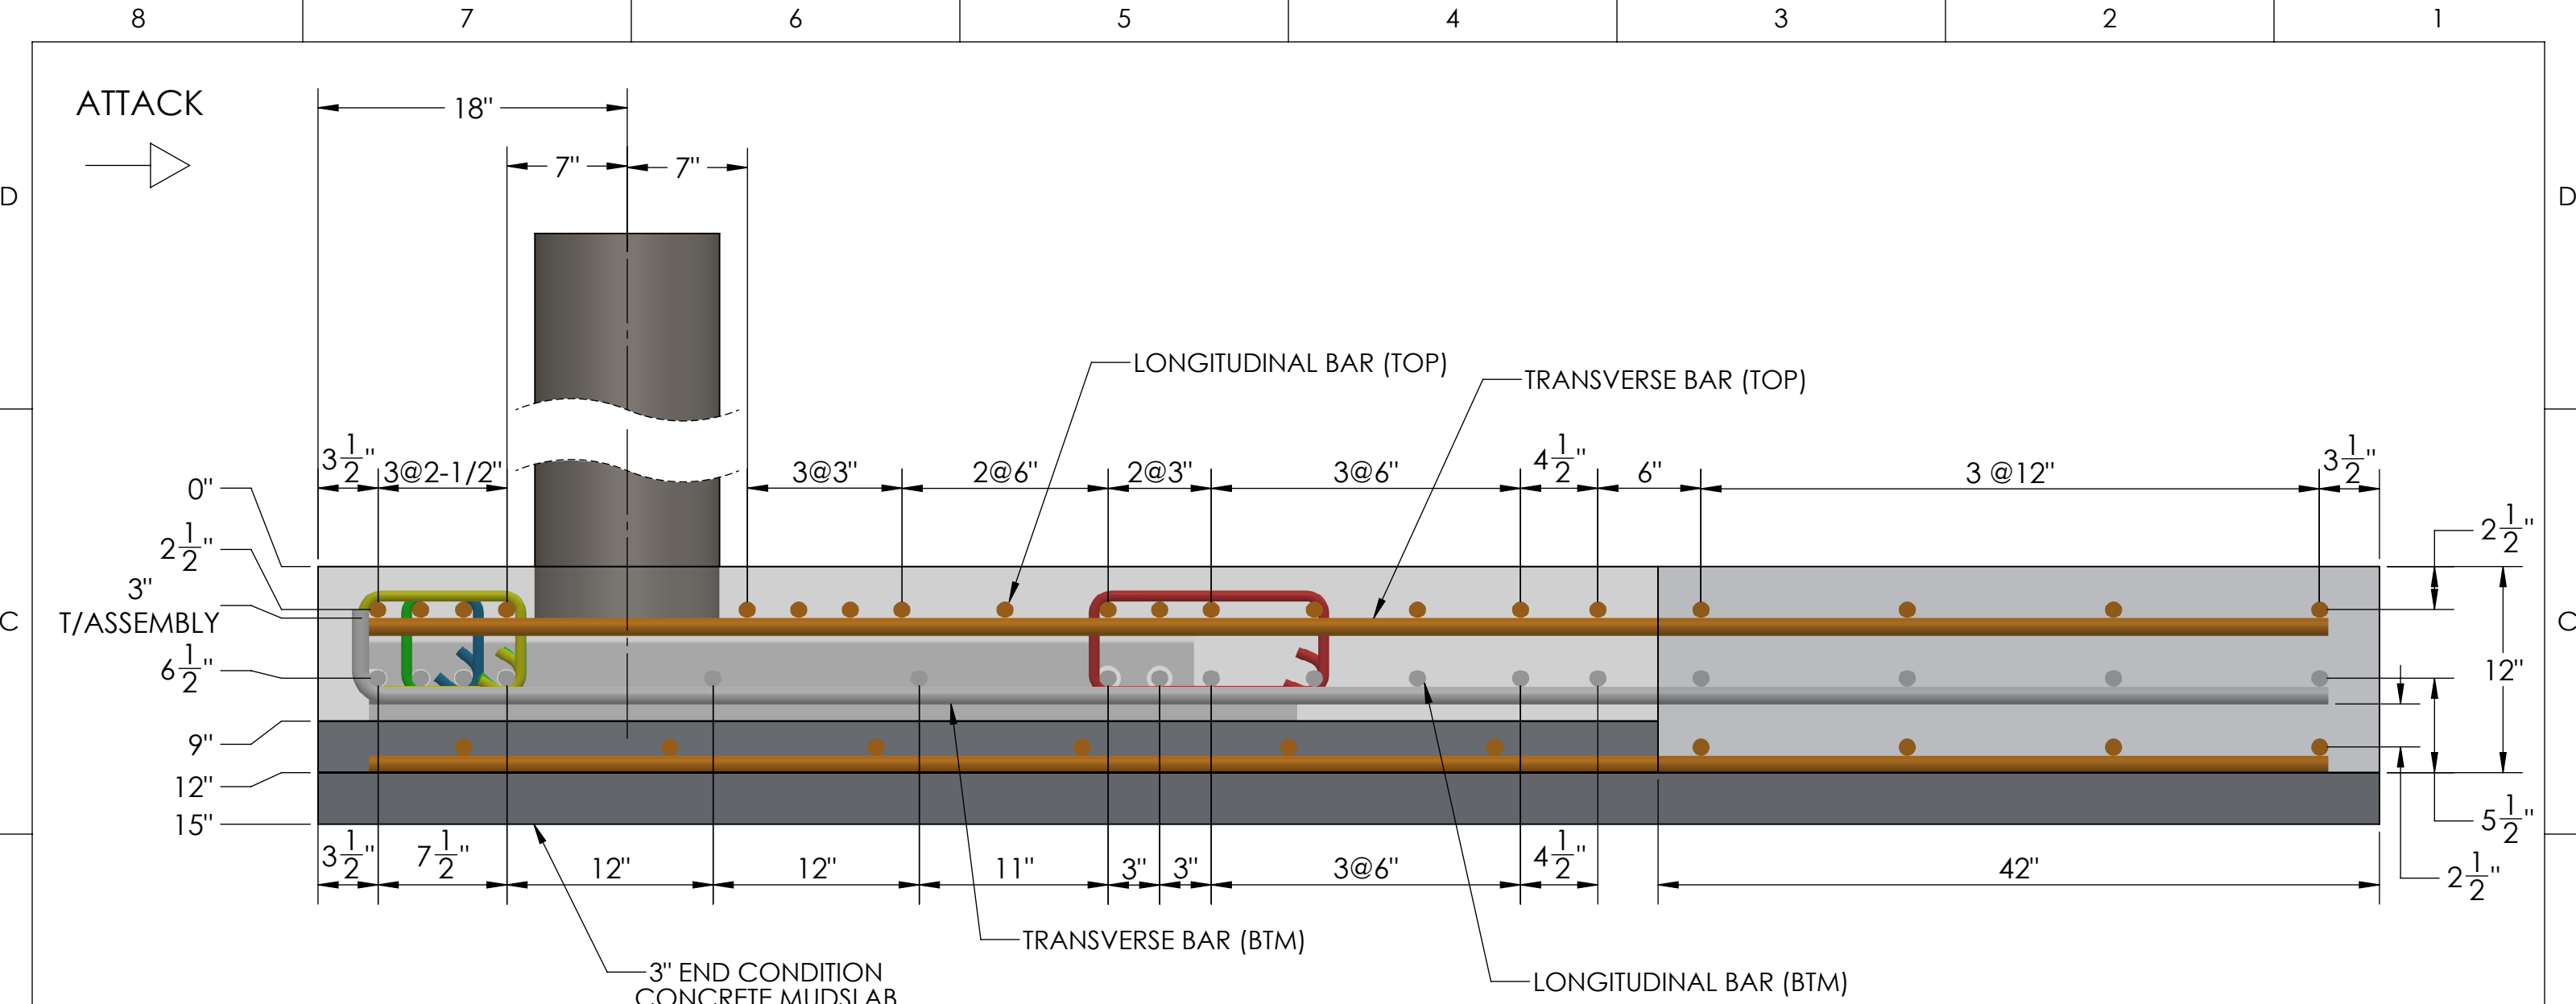 8 7 6 5 4 3 2 1
ATTACK
18"
7" 7"
D D
LONGITUDINAL BAR (TOP)
TRANSVERSE BAR (TOP)
3 1/2" 3@2-1/2" 3@3" 2@6" 2@3" 3@6" 4 1/2" 6" 3 @12" 3 1/2"
0"
2 1/2" 2 1/2"
3"
T/ASSEMBLY
C C
6 1/2" 12"
9"
12"
15" 5 1/2"
3 1/2" 7 1/2" 12" 12" 11" 3" 3" 3@6" 4 1/2" 42" 2 1/2"
TRANSVERSE BAR (BTM)
3" END CONDITION
CONCRETE MUDSLAB
LONGITUDINAL BAR (BTM)